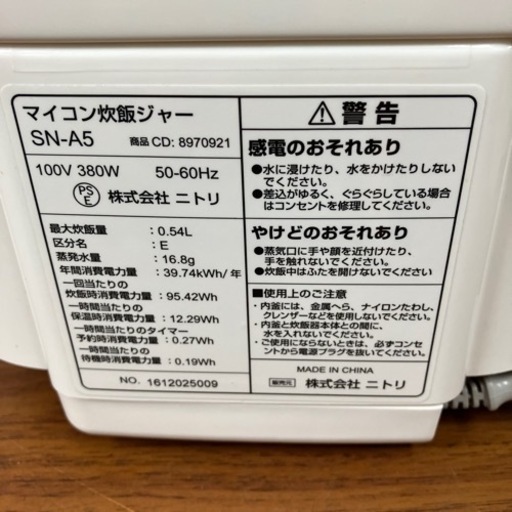 マイコン炊飯ジャー
SN-A5 商品CD: 8970921
100V 380W 50-60Hz
PS
E 株式会社 ニトリ
最大炊飯量 : 0.54L
区分名 : E
蒸発水量 : 16.8g
年間消費電力量 : 39.74kWh/年
一回当たりの
炊飯時消費電力量 : 95.42Wh
一時間当たりの
保温時消費電力量 : 12.29Wh
一時間当たりのタイマー
予約時消費電力量 : 0.27Wh
一時間当たりの
待機時消費電力量 : 0.19Wh
NO. 1612025009
警告
感電のおそれあり
●水に浸けたり、水をかけたりしない
でください。
●差込がゆるく、ぐらぐらしている場合
はコンセントを修理してください。
やけどのおそれあり
●蒸気口に手や顔を近付けたり、
手を触れないでください。
●炊飯中はふたを開けないでください
■使用上のご注意
・内釜には、金属へら、ナイロンたわし、
クレンザーなどを使用しないでください。
・内釜と炊飯器本体との間に、
水を入れないでください。
・ご使用にならないときは、必ずコンセ
ントから電源プラグを抜いてください。
MADE IN CHINA
販売元 株式会社 ニトリ